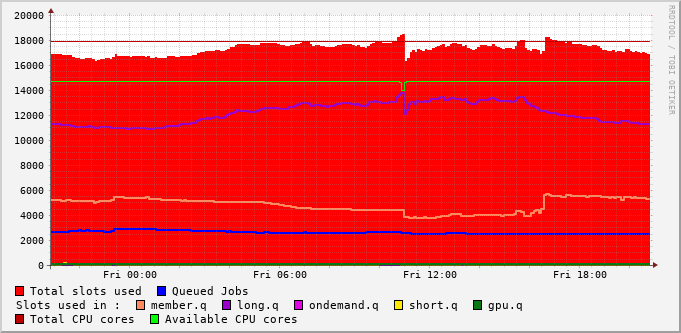 20000
18000
16000
14000
12000
10000
8000
6000
4000
2000
0
Fri 00:00 Fri 06:00 Fri 12:00 Fri 18:00
RRDTOOL / TOBI OETIKER
Total slots used Queued Jobs
Slots used in : member.q long.q ondemand.q short.q gpu.q
Total CPU cores Available CPU cores